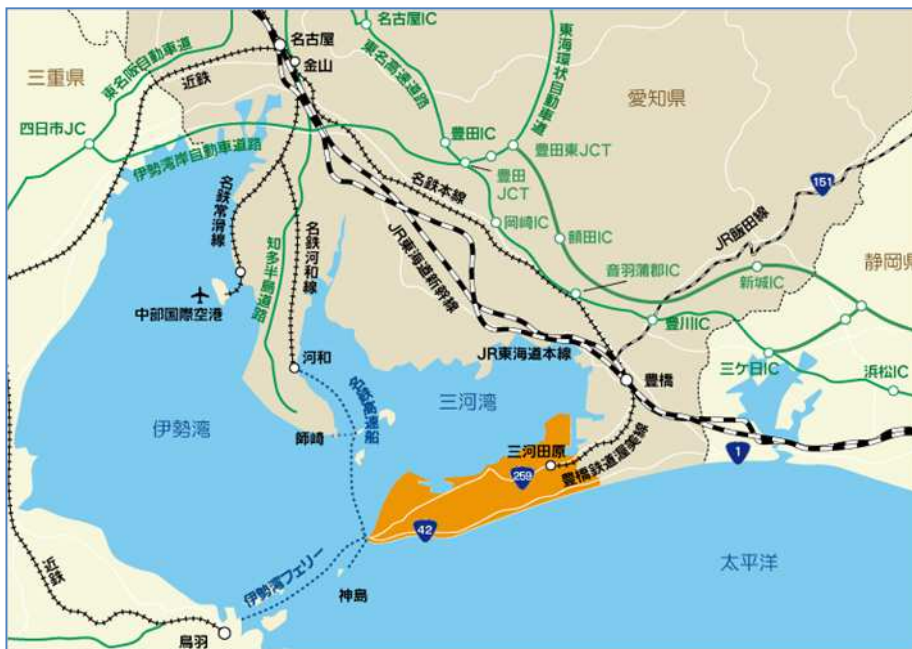 名古屋IC
名古屋
金山
東名阪自動車道
近鉄
三重県
東名高速道路
東海環状自動車道
愛知県
四日市JC
伊勢湾岸自動車道路
豊田IC
豊田東JCT
豊田
JCT
名鉄本線
151
名鉄常滑線
岡崎IC
額田IC
JR飯田線
静岡県
知多半島道路
名鉄河和線
JR東海道新幹線
音羽蒲郡IC
新城IC
中部国際空港
豊川IC
JR東海道本線
河和
三ケ日IC
豊橋
浜松IC
名鉄高速船
三河湾
伊勢湾
師崎
三河田原
豊橋鉄道渥美線
1
259
42
太平洋
伊勢湾フェリー
神島
近鉄
鳥羽